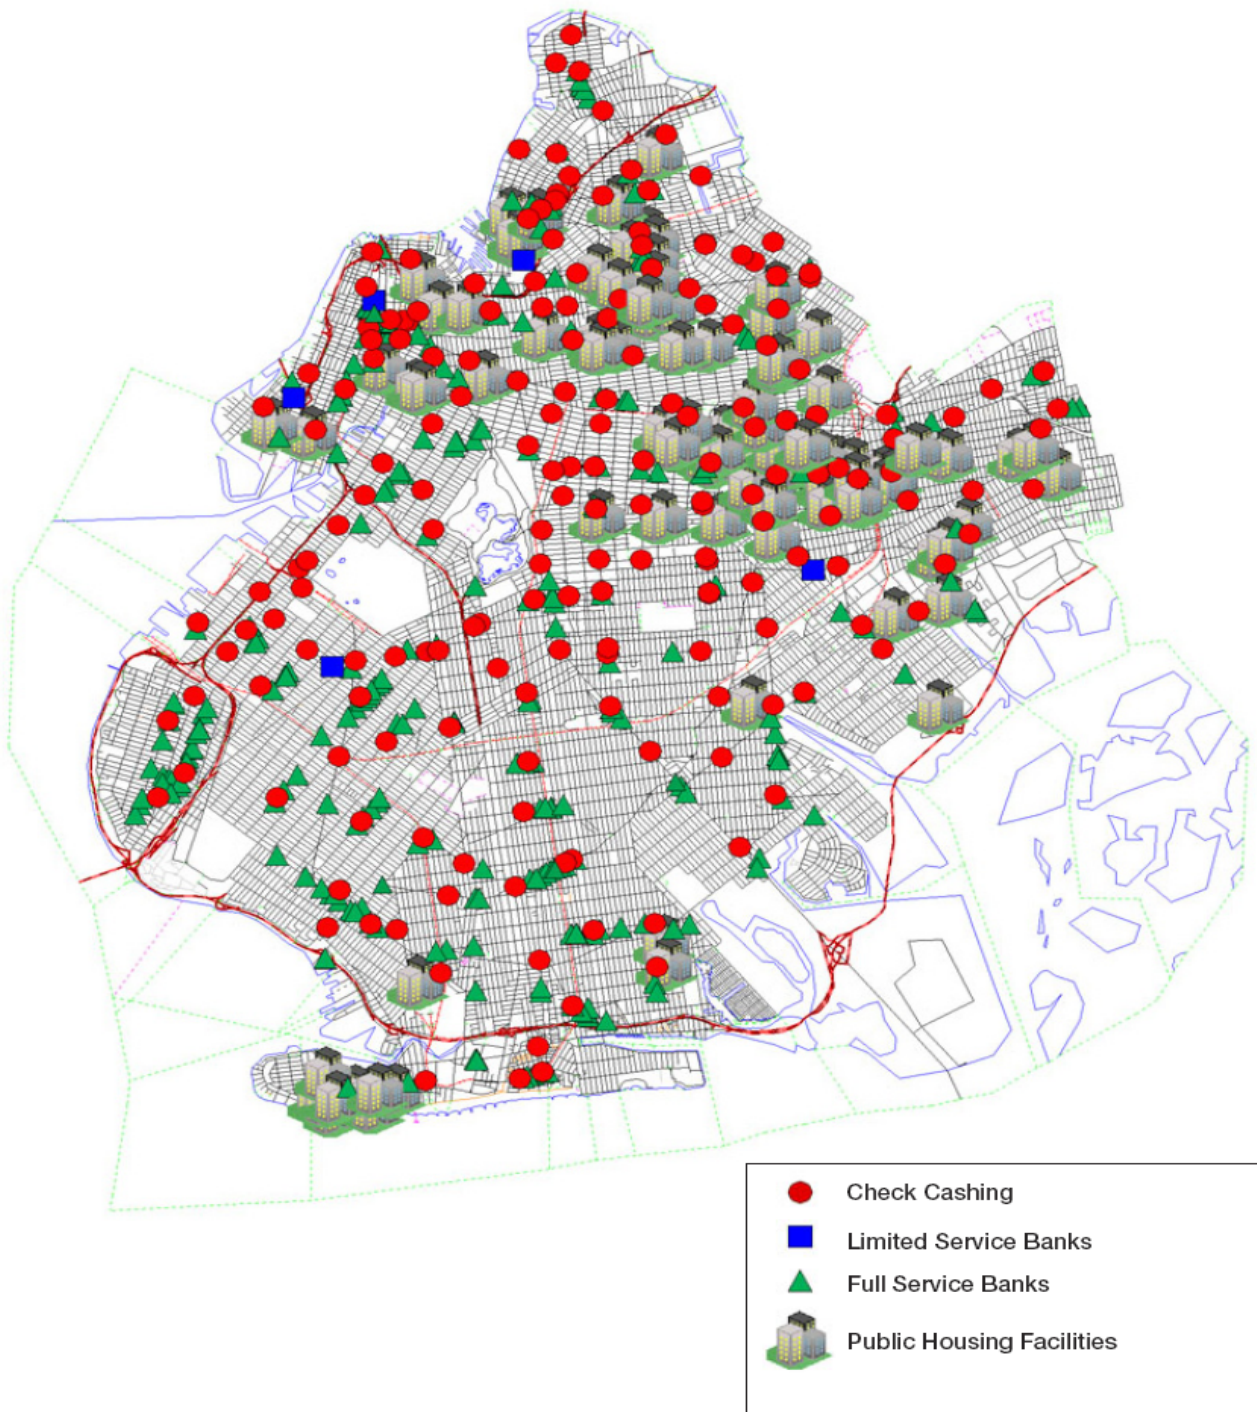 Check Cashing
Limited Service Banks
Full Service Banks
Public Housing Facilities